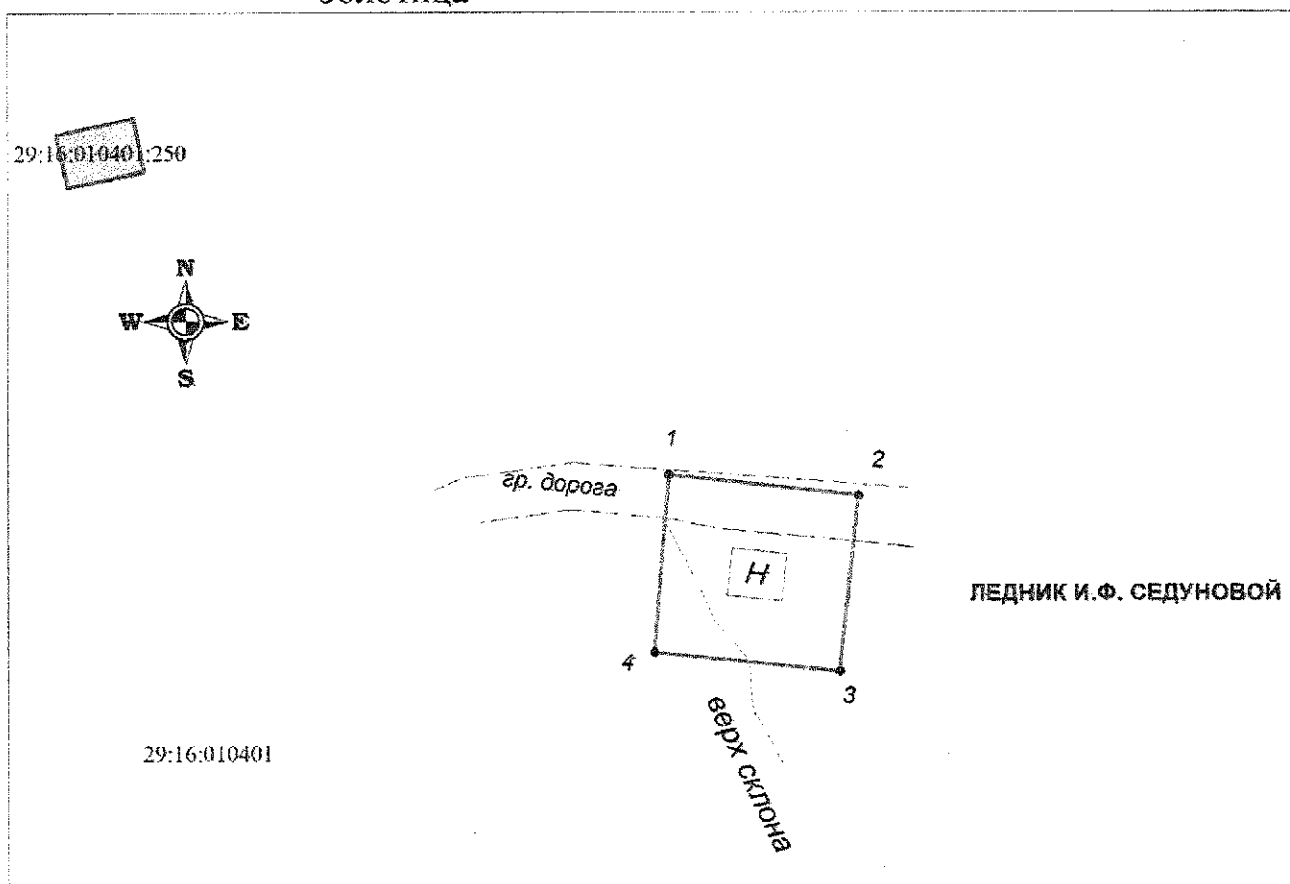 29:16:010401:250
N
W E
S
1
2
гр. дорога
Н
ЛЕДНИК И.Ф. СЕДУНОВОЙ
4
3
верх склона
29:16:010401